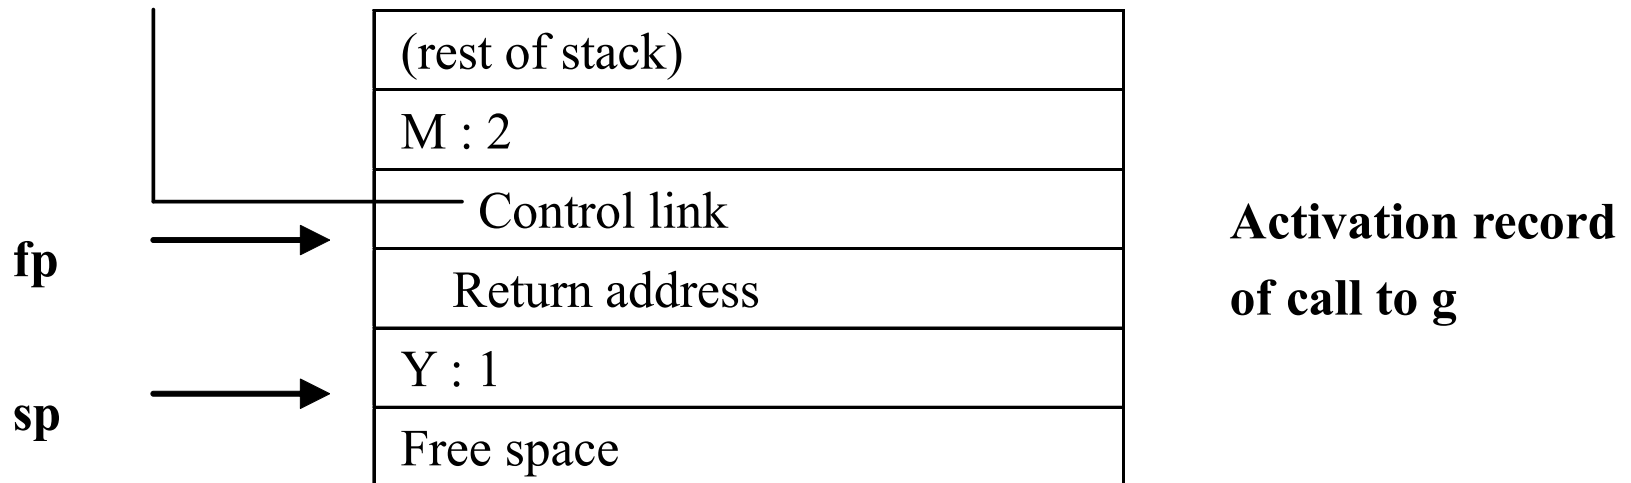 (rest of stack)
M : 2
Control link
fp
Return address
Y : 1
sp
Free space
Activation record
of call to g